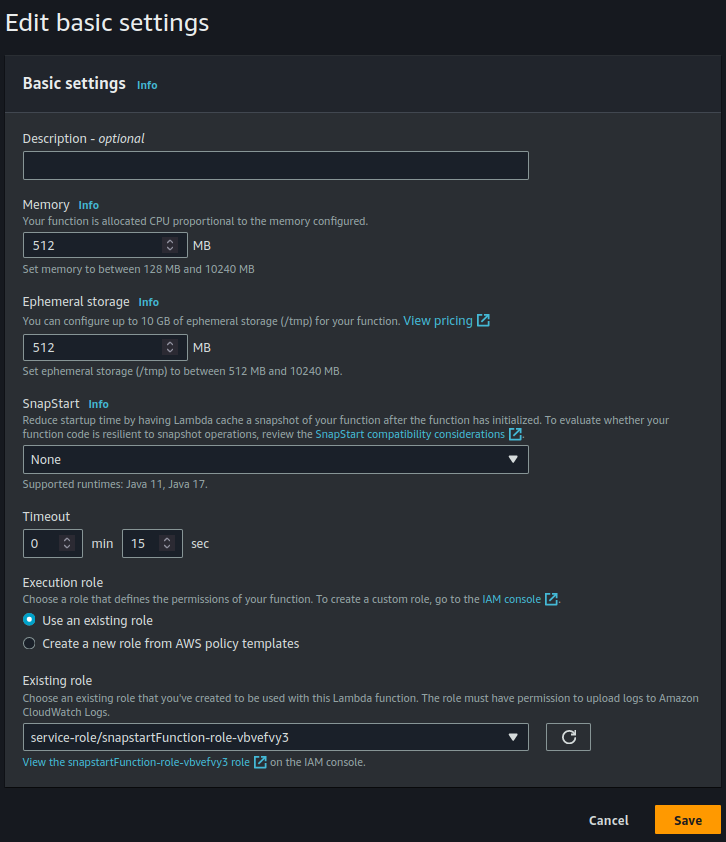 Edit basic settings
Basic settings Info
Description - optional
Memory Info
Your function is allocated CPU proportional to the memory configured.
512 MB
Set memory to between 128 MB and 10240 MB
Ephemeral storage Info
You can configure up to 10 GB of ephemeral storage (/tmp) for your function. View pricing
512 MB
Set ephemeral storage (/tmp) to between 512 MB and 10240 MB.
SnapStart Info
Reduce startup time by having Lambda cache a snapshot of your function after the function has initialized. To evaluate whether your
function code is resilient to snapshot operations, review the SnapStart compatibility considerations .
None
Supported runtimes: Java 11, Java 17.
Timeout
0 min 15 sec
Execution role
Choose a role that defines the permissions of your function. To create a custom role, go to the IAM console .
Use an existing role
Create a new role from AWS policy templates
Existing role
Choose an existing role that you've created to be used with this Lambda function. The role must have permission to upload logs to Amazon
CloudWatch Logs.
service-role/snapstartFunction-role-vbvefvy3
View the snapstartFunction-role-vbvefvy3 role on the IAM console.
Cancel Save